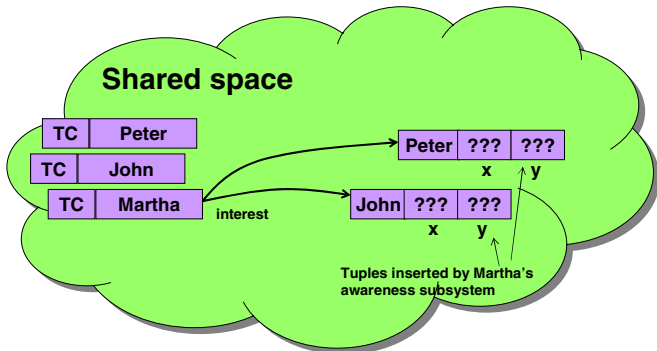 Shared space
TC Peter
TC John
TC Martha
interest
Peter ??? ???
x y
John ??? ???
x y
Tuples inserted by Martha's
awareness subsystem